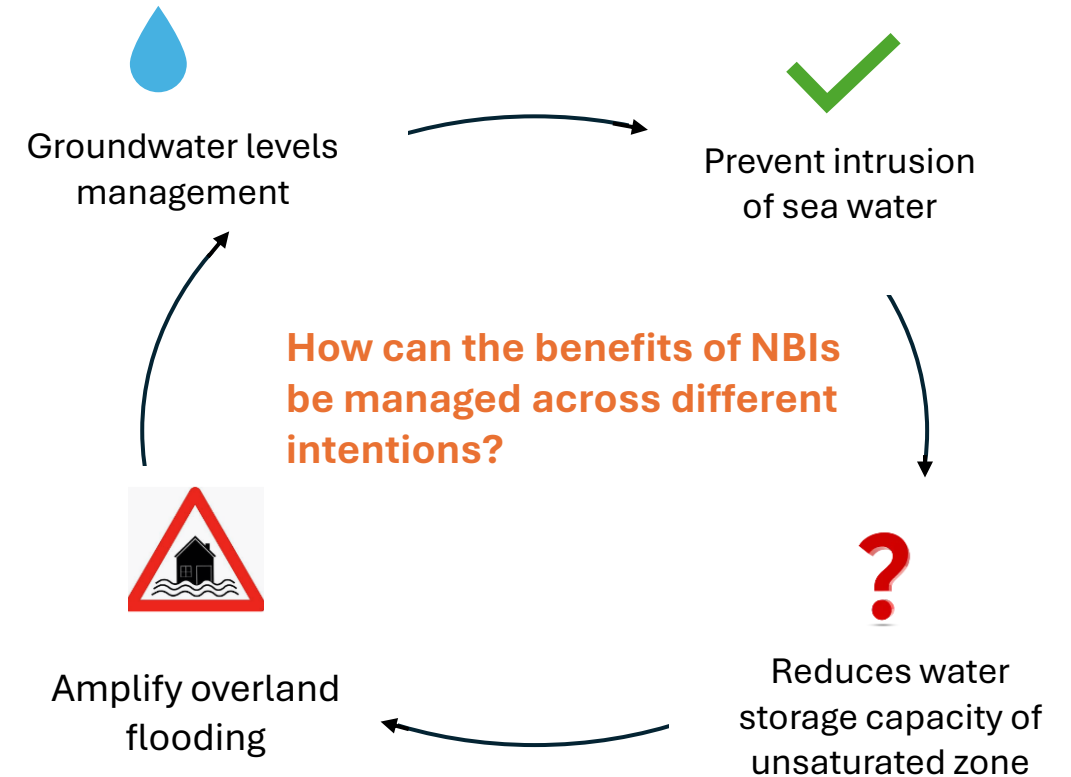 Groundwater levels
management
Prevent intrusion
of sea water
How can the benefits of NBIs
be managed across different
intentions?
Amplify overland
flooding
Reduces water
storage capacity of
unsaturated zone